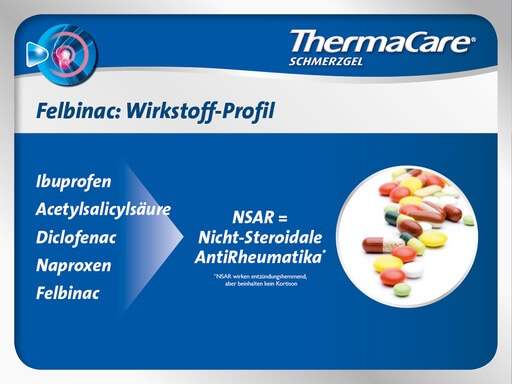 ThermaCare®
SCHMERZGEL
Felbinac: Wirkstoff-Profil
Ibuprofen
Acetylsalicylsäure
Diclofenac
Naproxen
Felbinac
NSAR =
Nicht-Steroidale
AntiRheumatika*
*NSAR wirken entzündungshemmend,
aber beinhalten kein Kortison